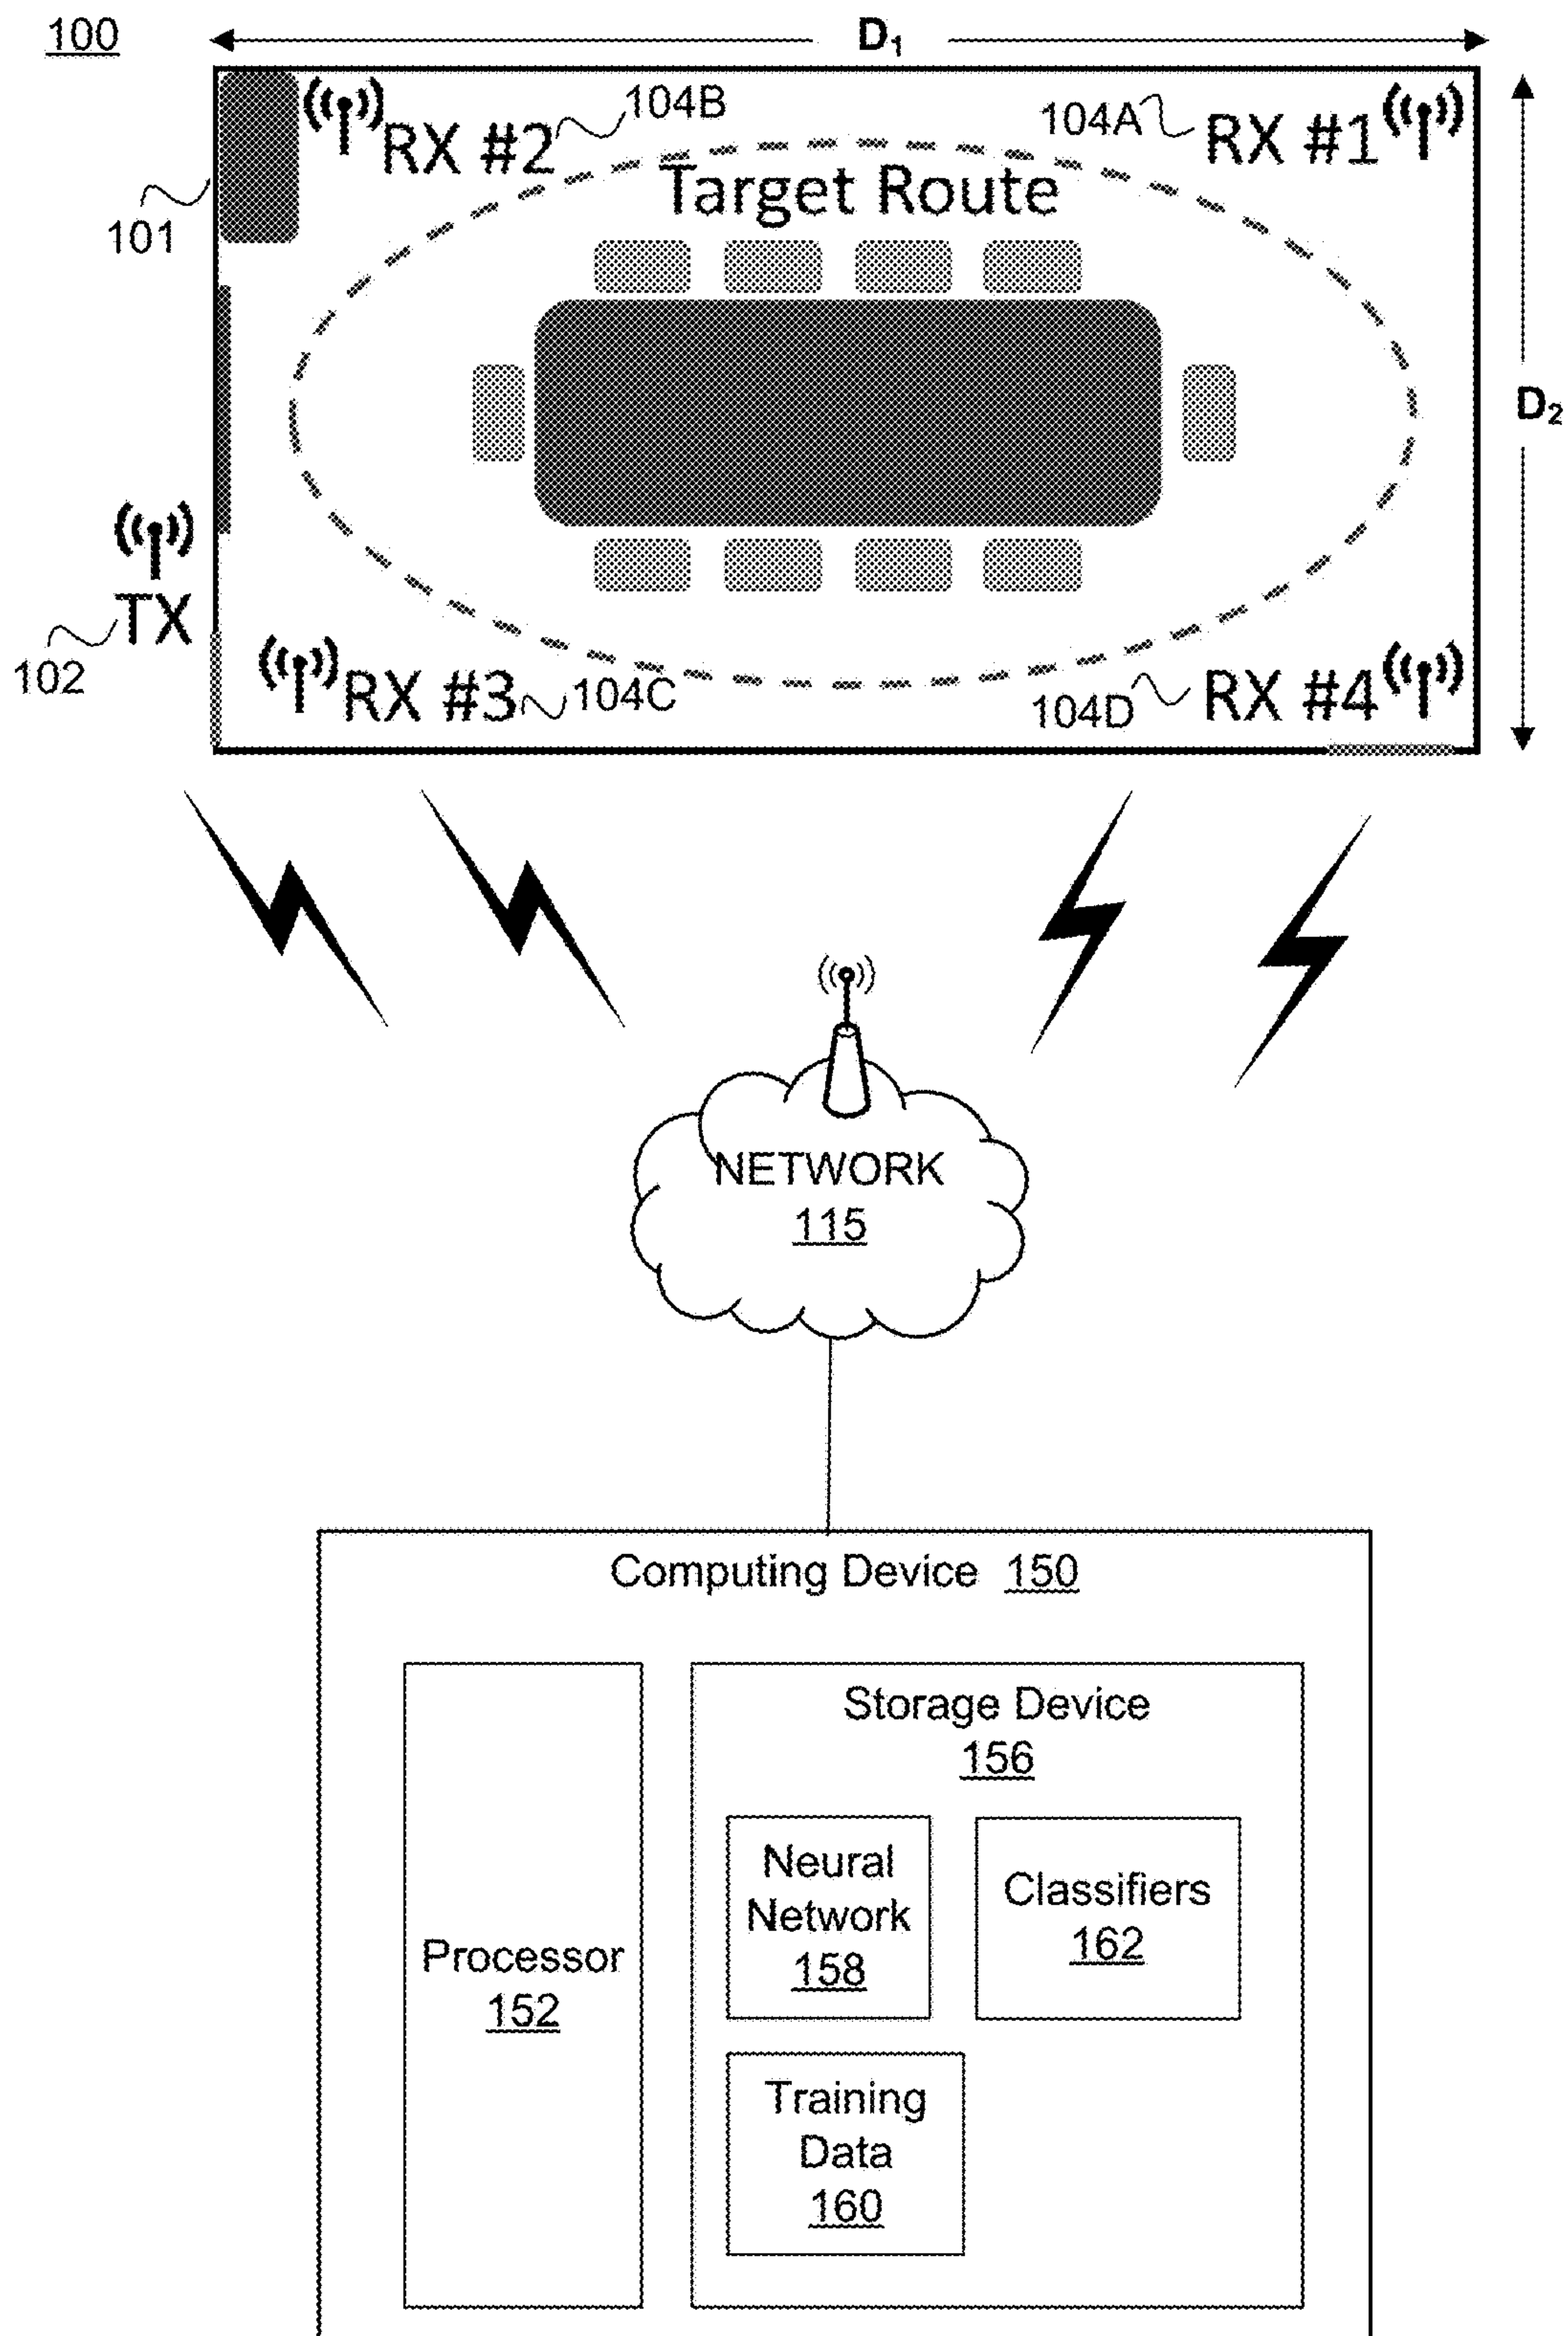 100
D1
RX #2
104B
104A
RX #1
Target Route
101
D2
TX
102
RX #3
104C
104D
RX #4
NETWORK
115
Computing Device 150
Storage Device
156
Neural
Network
158
Classifiers
162
Processor
152
Training
Data
160